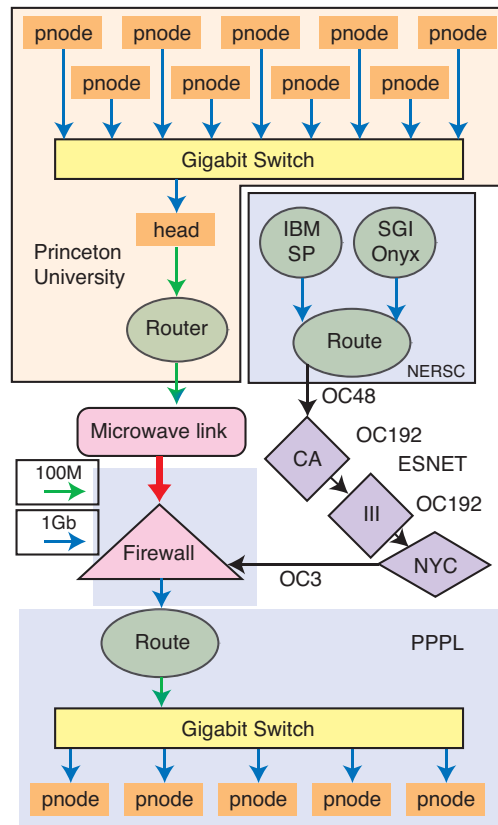 pnode pnode pnode pnode pnode
pnode pnode pnode pnode
Gigabit Switch
head
Princeton
University
Router
IBM
SP
SGI
Onyx
Route
NERSC
OC48
Microwave link
CA
OC192
ESNET
III
OC192
NYC
100M
1Gb
Firewall
OC3
Route
PPPL
Gigabit Switch
pnode pnode pnode pnode pnode